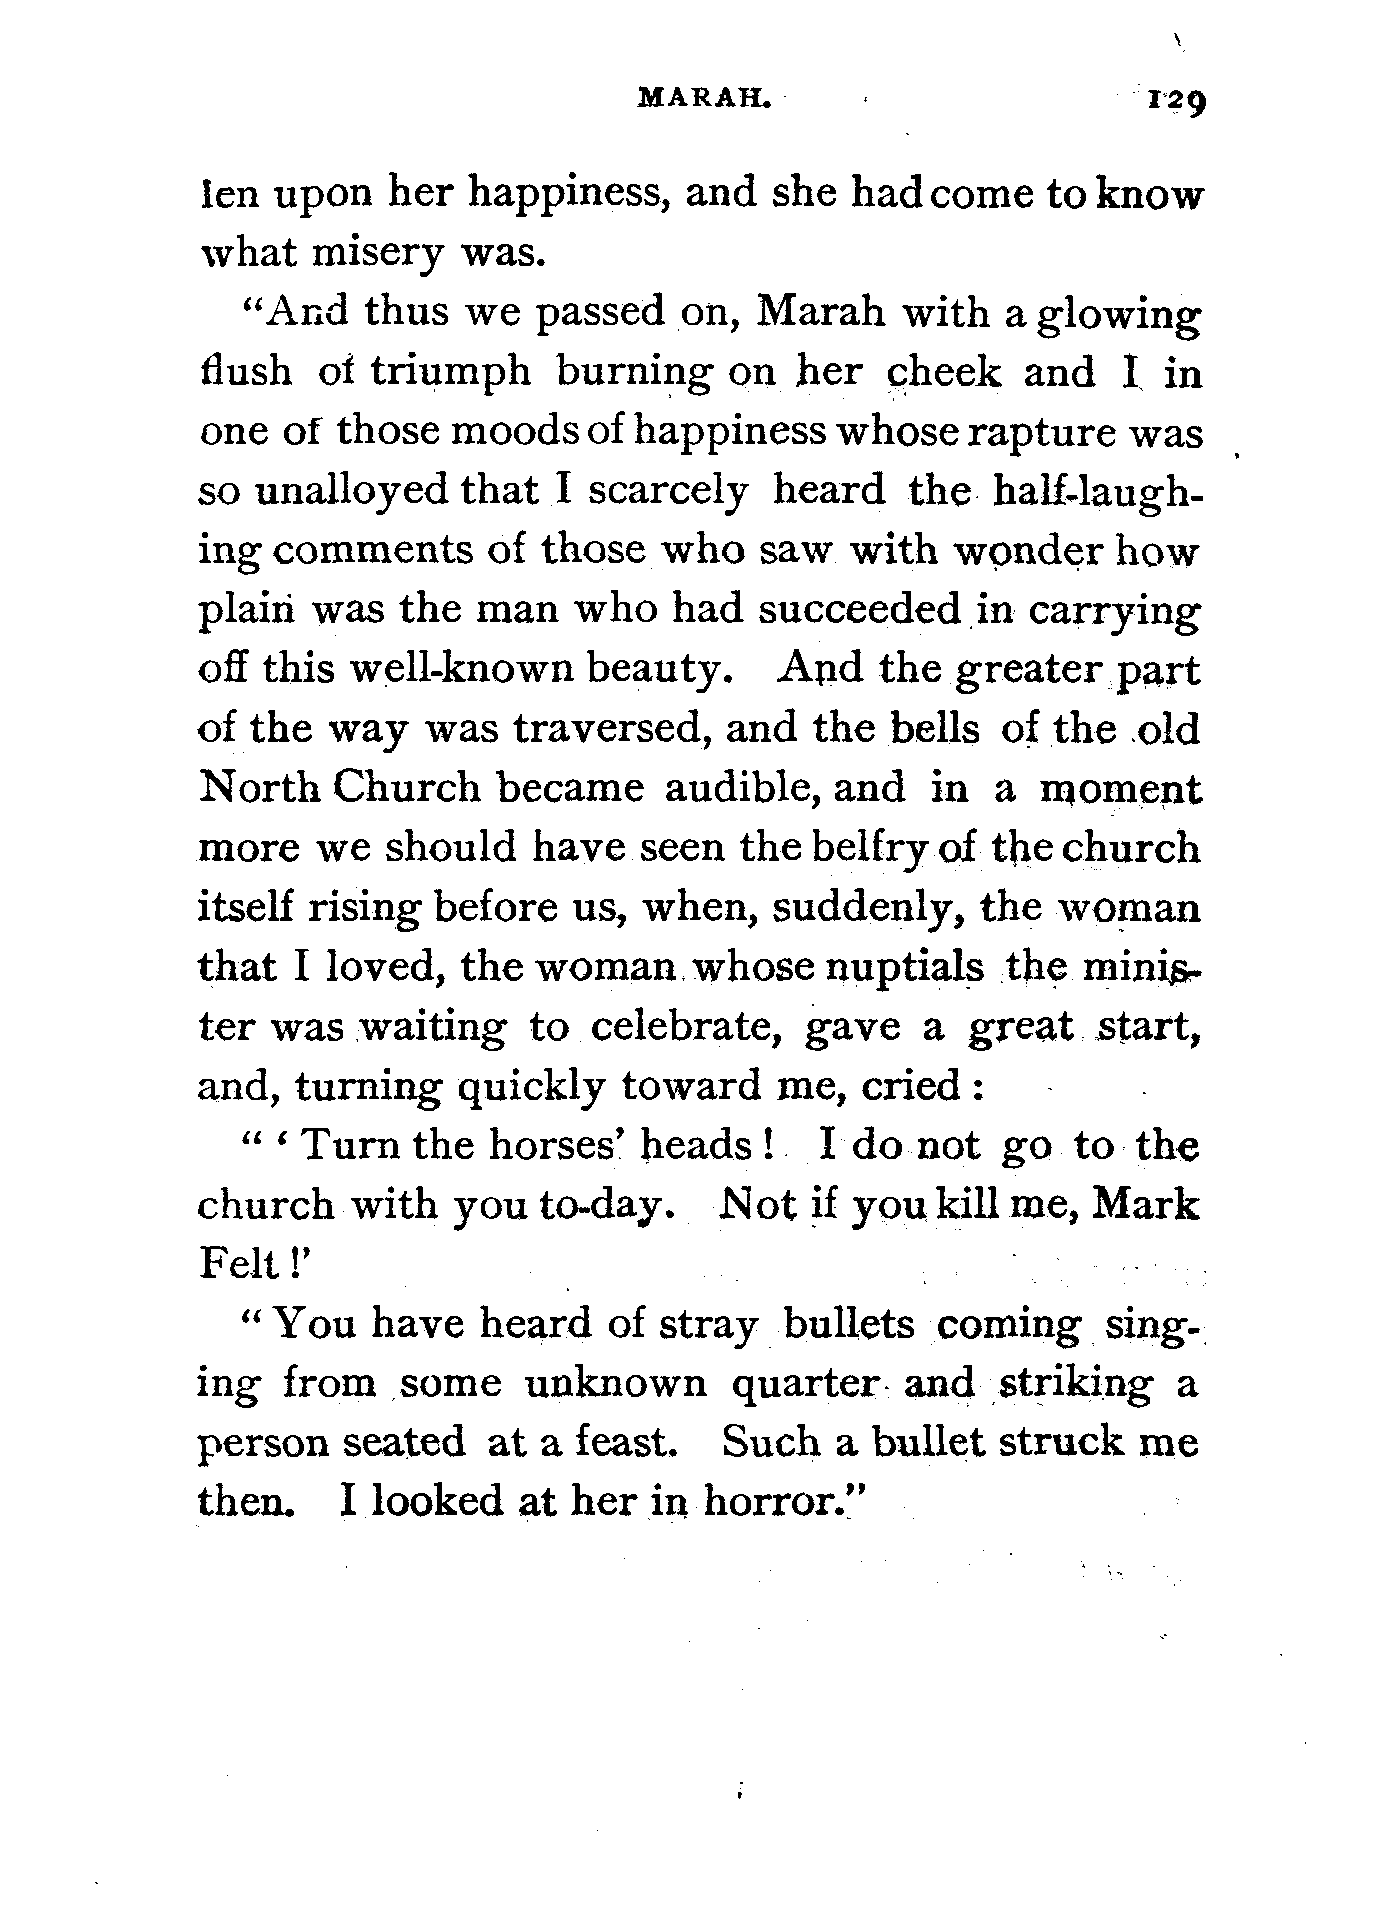 MARAH. 129
len upon her happiness, and she had come to know
what misery was.
"And thus we passed on, Marah with a glowing
flush of triumph burning on her cheek and I in
one of those moods of happiness whose rapture was
so unalloyed that I scarcely heard the half-laugh-
ing comments of those who saw with wonder how
plain was the man who had succeeded in carrying
off this well-known beauty. And the greater part
of the way was traversed, and the bells of the old
North Church became audible, and in a moment
more we should have seen the belfry of the church
itself rising before us, when, suddenly, the woman
that I loved, the woman whose nuptials the minis-
ter was waiting to celebrate, gave a great start,
and, turning quickly toward me, cried :
" ' Turn the horses' heads ! I do not go to the
church with you to-day. Not if you kill me, Mark
Felt !'
" You have heard of stray bullets coming sing-
ing from some unknown quarter and striking a
person seated at a feast. Such a bullet struck me
then. I looked at her in horror."